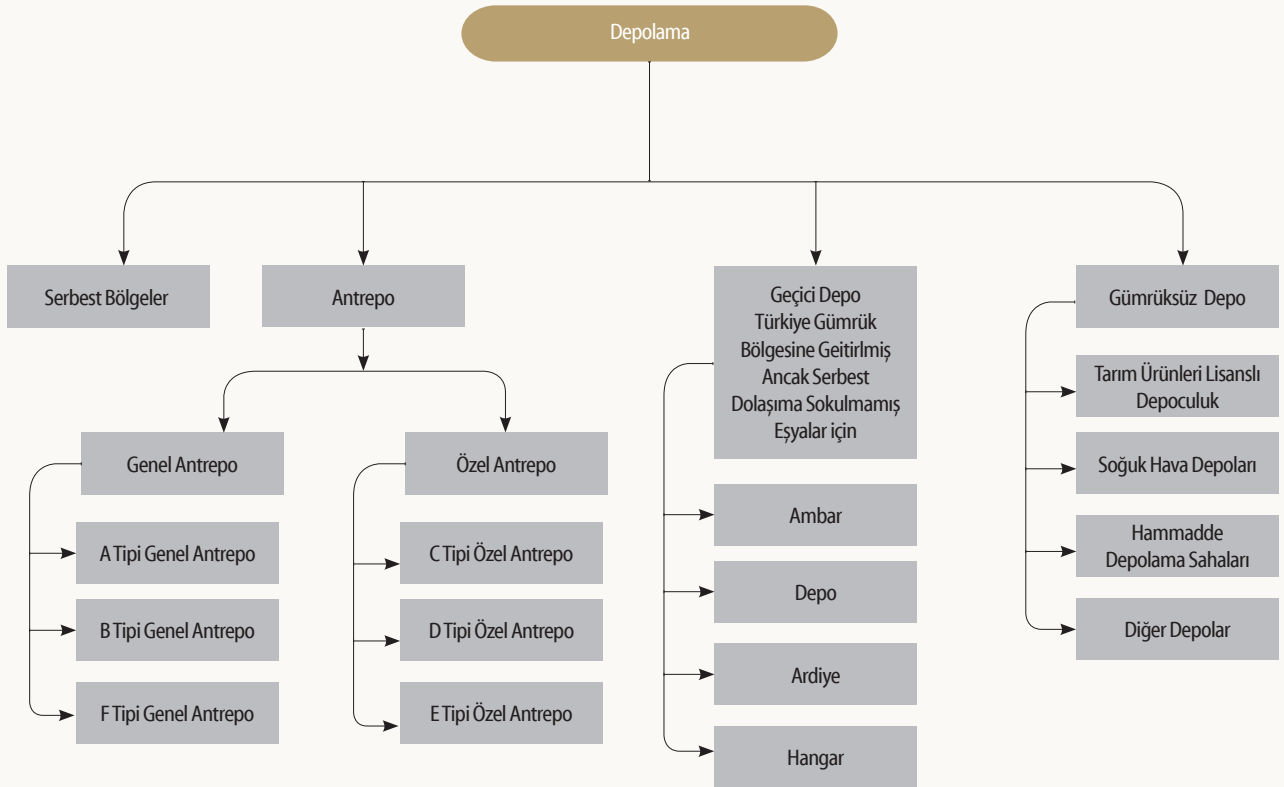 Depolama
Serbest Bölgeler
Antrepo
Geçici Depo
Türkiye Gümrük
Bölgesine Geitirlmiş
Ancak Serbest
Dolaşıma Sokulmamış
Eşyalar için
Gümrüksüz Depo
Genel Antrepo
A Tipi Genel Antrepo
B Tipi Genel Antrepo
F Tipi Genel Antrepo
Özel Antrepo
C Tipi Özel Antrepo
D Tipi Özel Antrepo
E Tipi Özel Antrepo
Ambar
Depo
Ardiye
Hangar
Tarım Ürünleri Lisanslı
Depoculuk
Soğuk Hava Depoları
Hammadde
Depolama Sahaları
Diğer Depolar